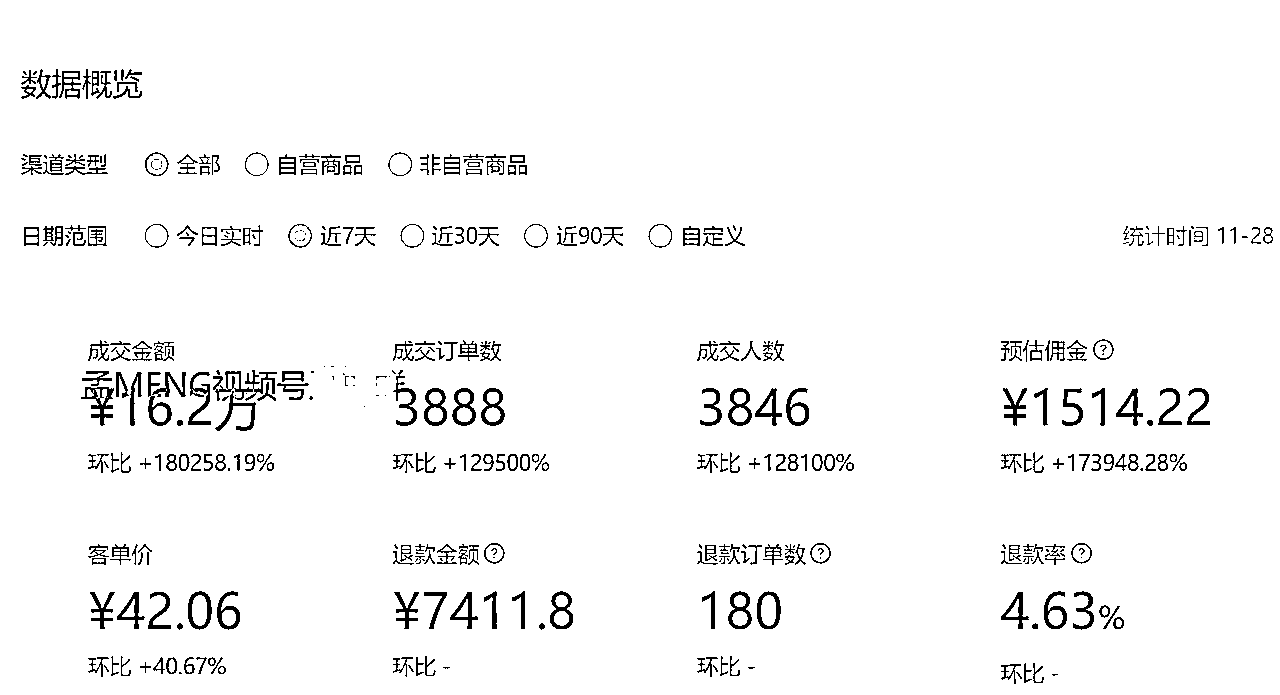 数据概览
渠道类型 全部 自营商品 非自营商品
日期范围 今日实时 近7天 近30天 近90天 自定义 统计时间 11-28
成交金额 成交订单数 成交人数 预估佣金?
孟MENG视频号
¥16.2万 3888 3846 ¥1514.22
环比 +180258.19% 环比 +129500% 环比 +128100% 环比 +173948.28%
客单价 退款金额? 退款订单数? 退款率?
¥42.06 ¥7411.8 180 4.63%
环比 +40.67% 环比 - 环比 - 环比 -